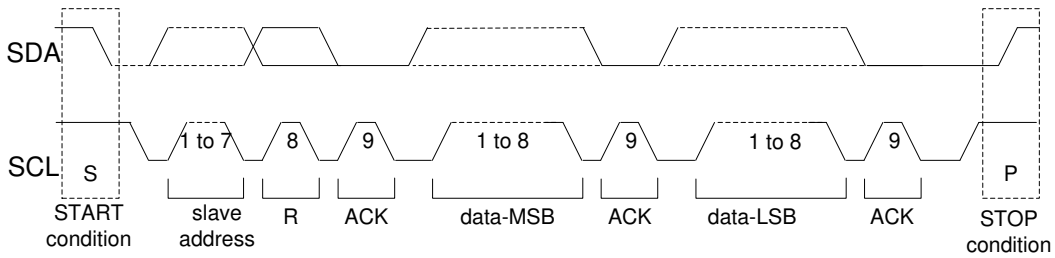 SDA
1 to 7 8 9 1 to 8 9 1 to 8 9
SCL S P
START condition
slave address
R
ACK
data-MSB
ACK
data-LSB
ACK
STOP condition